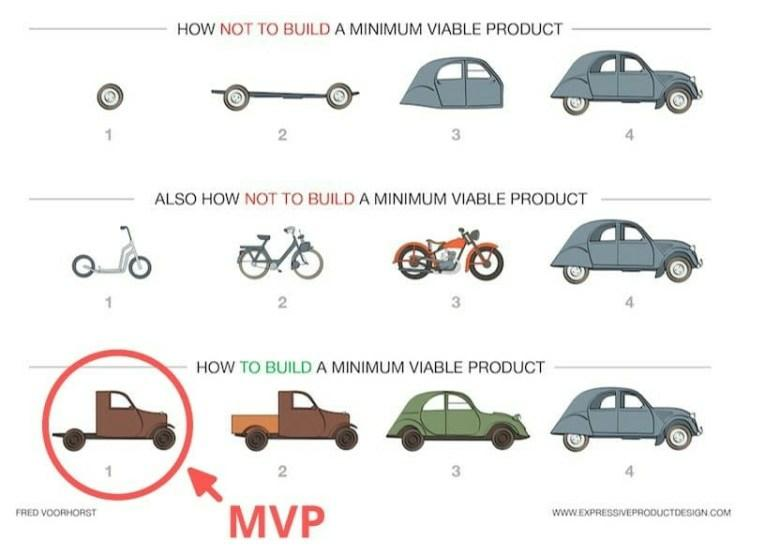 HOW NOT TO BUILD A MINIMUM VIABLE PRODUCT
1 2 3 4
ALSO HOW NOT TO BUILD A MINIMUM VIABLE PRODUCT
1 2 3 4
HOW TO BUILD A MINIMUM VIABLE PRODUCT
1 2 3 4
MVP
FRED VOORHORST
WWW.EXPRESSIVEPRODUCTDESIGN.COM